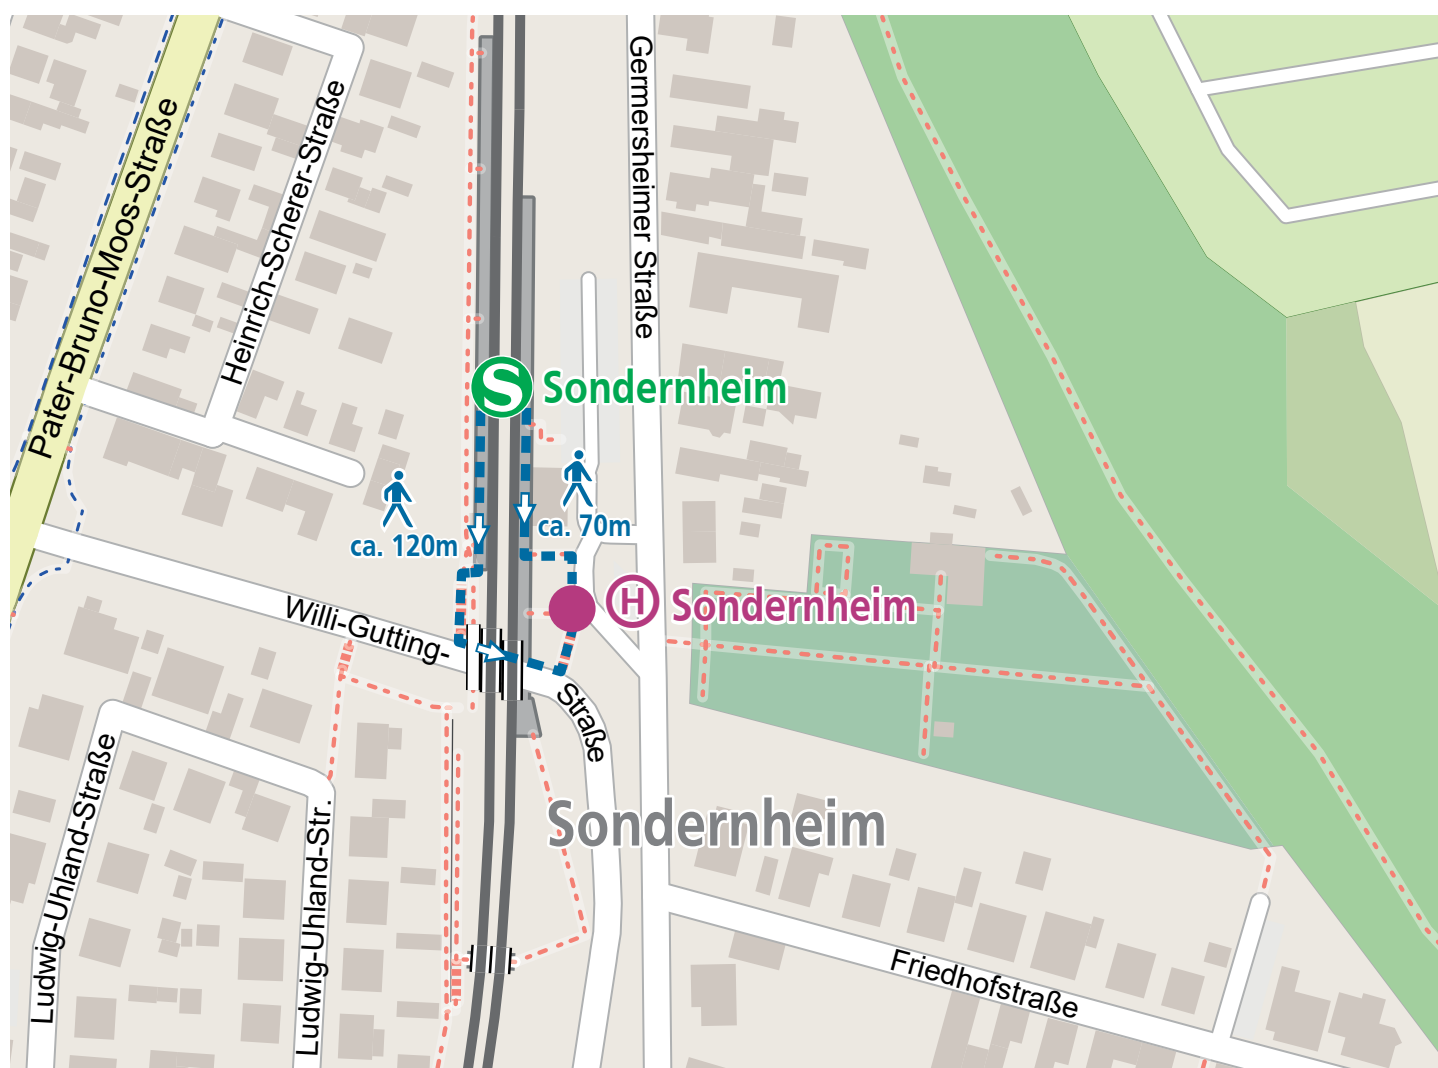 Germersheimer Straße
Pater-Bruno-Moos-Straße
Heinrich-Scherer-Straße
S Sondernheim
ca. 120m
ca. 70m
H Sondernheim
Willi-Gutting-
Straße
Sondernheim
Ludwig-Uhland-Straße
Ludwig-Uhland-Str.
Friedhofstraße